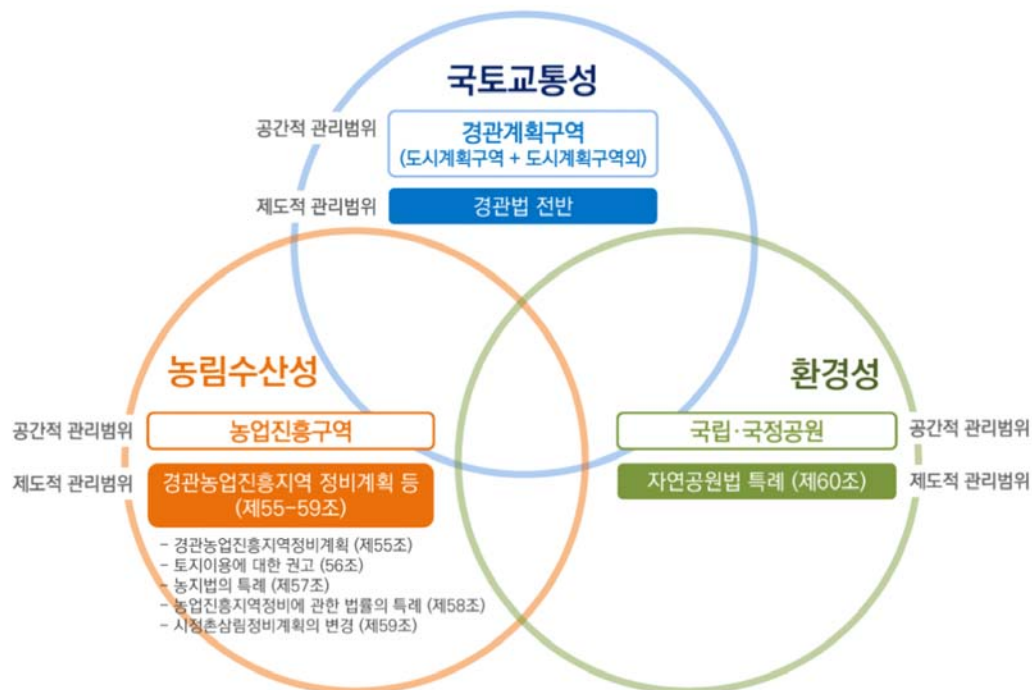 국토교통성
공간적 관리범위
경관계획구역
(도시계획구역 + 도시계획구역외)
제도적 관리범위
경관법 전반
농림수산성
공간적 관리범위
농업진흥구역
제도적 관리범위
경관농업진흥지역 정비계획 등
(제55-59조)
- 경관농업진흥지역정비계획 (제55조)
- 토지이용에 대한 권고 (56조)
- 농지법의 특례 (제57조)
- 농업진흥지역정비에 관한 법률의 특례 (제58조)
- 시정촌삼림정비계획의 변경 (제59조)
환경성
국립·국정공원
공간적 관리범위
자연공원법 특례 (제60조)
제도적 관리범위